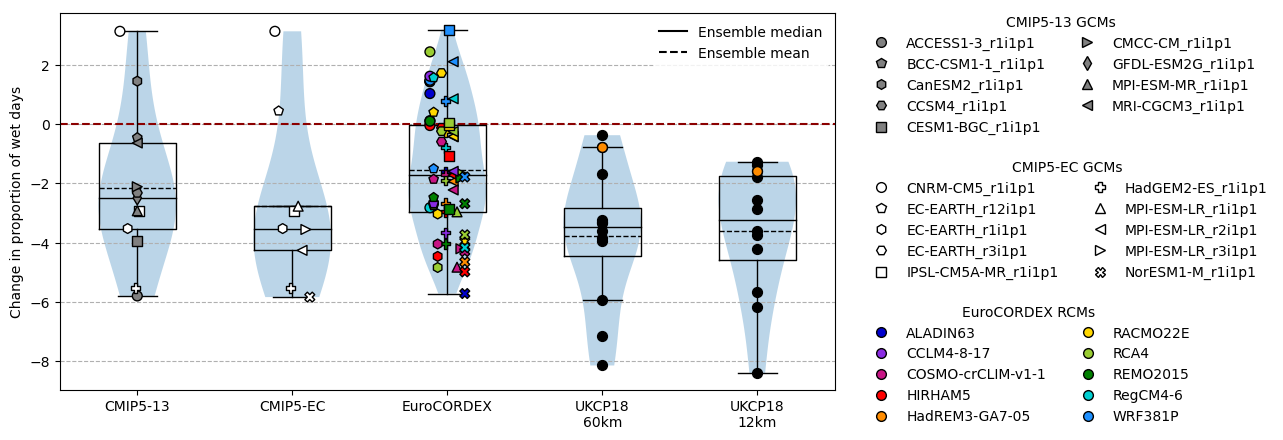 Change in proportion of wet days
2
0
−2
−4
−6
−8
Ensemble median
Ensemble mean
CMIP5-13
CMIP5-EC
EuroCORDEX
UKCP18
60km
UKCP18
12km
CMIP5-13 GCMs
ACCESS1-3_r1i1p1
BCC-CSM1-1_r1i1p1
CanESM2_r1i1p1
CCSM4_r1i1p1
CESM1-BGC_r1i1p1
CMCC-CM_r1i1p1
GFDL-ESM2G_r1i1p1
MPI-ESM-MR_r1i1p1
MRI-CGCM3_r1i1p1
CMIP5-EC GCMs
CNRM-CM5_r1i1p1
EC-EARTH_r12i1p1
EC-EARTH_r1i1p1
EC-EARTH_r3i1p1
IPSL-CM5A-MR_r1i1p1
HadGEM2-ES_r1i1p1
MPI-ESM-LR_r1i1p1
MPI-ESM-LR_r2i1p1
MPI-ESM-LR_r3i1p1
NorESM1-M_r1i1p1
EuroCORDEX RCMs
ALADIN63
CCLM4-8-17
COSMO-crCLIM-v1-1
HIRHAM5
HadREM3-GA7-05
RACMO22E
RCA4
REMO2015
RegCM4-6
WRF381P